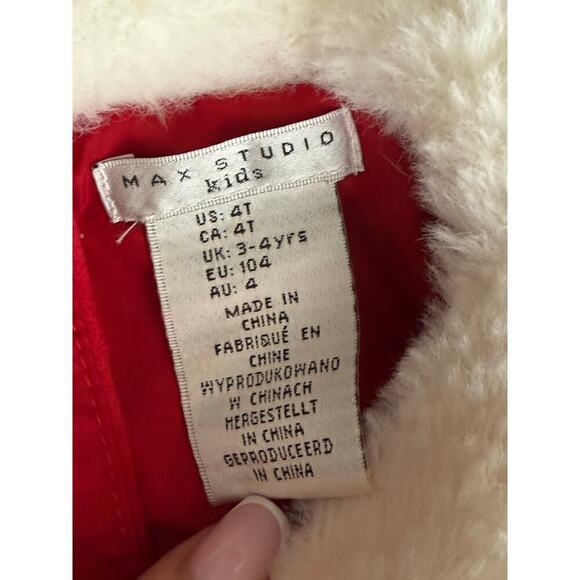 MAX STUDIO
kids
US: 4T
CA: 4T
UK: 3-4yrs
EU: 104
AU: 4
MADE IN
CHINA
FABRIQUÉ EN
CHINE
WYPRODUKOWANO
W CHINACH
HERGESTELLT
IN CHINA
GEPRODUCEERD
IN CHINA